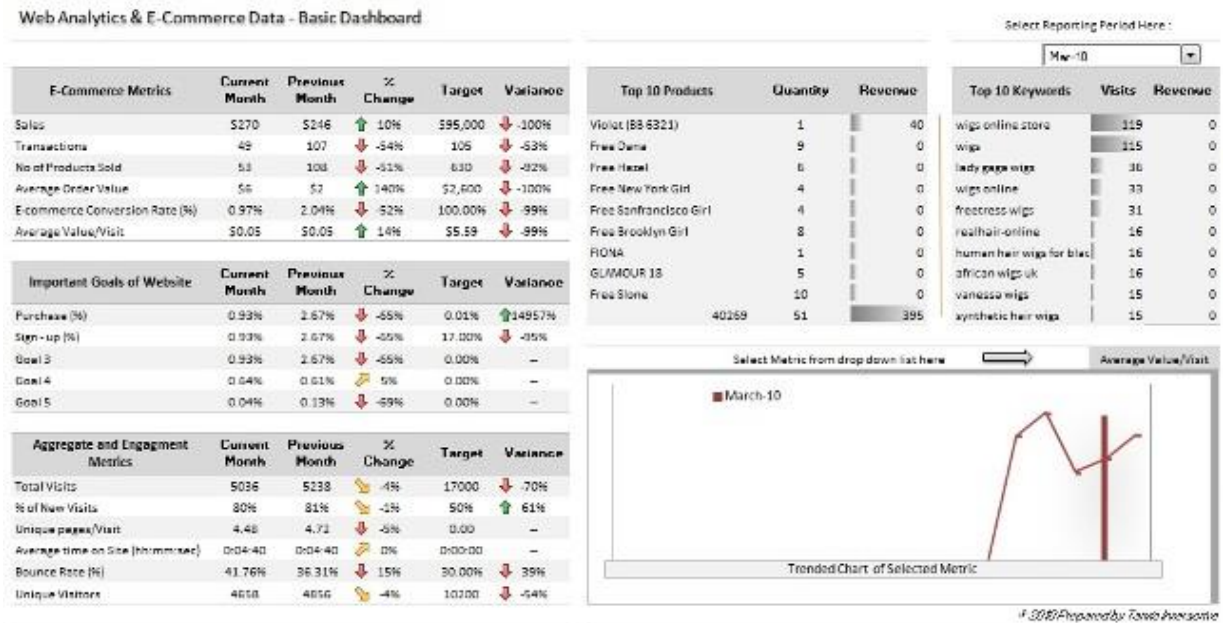 Web Analytics & E-Commerce Data - Basic Dashboard
Select Reporting Period Here :
Mar-10
E-Commerce Metrics Current Month Previous Month % Change Target Variance
Sales $270 $246 10% $95,000 -100%
Transactions 49 107 -54% 105 -53%
No of Products Sold 53 108 -51% 630 -92%
Average Order Value $6 $2 140% $2,600 -100%
E-commerce Conversion Rate (%) 0.97% 2.04% -52% 100.00% -99%
Average Value/Visit $0.05 $0.05 14% $5.59 -99%
Important Goals of Website Current Month Previous Month % Change Target Variance
Purchase (%) 0.93% 2.67% -65% 0.01% 14957%
Sign - up (%) 0.93% 2.67% -65% 17.00% -95%
Goal 3 0.93% 2.67% -65% 0.00% --
Goal 4 0.64% 0.61% 5% 0.00% --
Goal 5 0.04% 0.13% -69% 0.00% --
Aggregate and Engagment Metrics Current Month Previous Month % Change Target Variance
Total Visits 5036 5238 -4% 17000 -70%
% of New Visits 80% 81% -1% 50% 61%
Unique pages/Visit 4.48 4.72 -5% 0.00 --
Average time on Site (hh:mm:sec) 0:04:40 0:04:40 0% 0:00:00 --
Bounce Rate (%) 41.76% 36.31% 15% 30.00% 39%
Unique Visitors 4658 4856 -4% 10200 -54%
Top 10 Products Quantity Revenue
Violet (BB 6321) 1 40
Free Dana 9 0
Free Hazel 6 0
Free New York Girl 4 0
Free Sanfrancisco Girl 4 0
Free Brooklyn Girl 8 0
FIONA 1 0
GLAMOUR 18 5 0
Free Slone 10 0
40269 51 395
Top 10 Keywords Visits Revenue
wigs online store 119 0
wigs 115 0
lady gaga wigs 36 0
wigs online 33 0
freetress wigs 31 0
realhair-online 16 0
human hair wigs for blac 16 0
african wigs uk 16 0
vanessa wigs 15 0
synthetic hair wigs 15 0
Select Metric from drop down list here
Average Value/Visit
March-10
Trended Chart of Selected Metric
2010 Prepared by